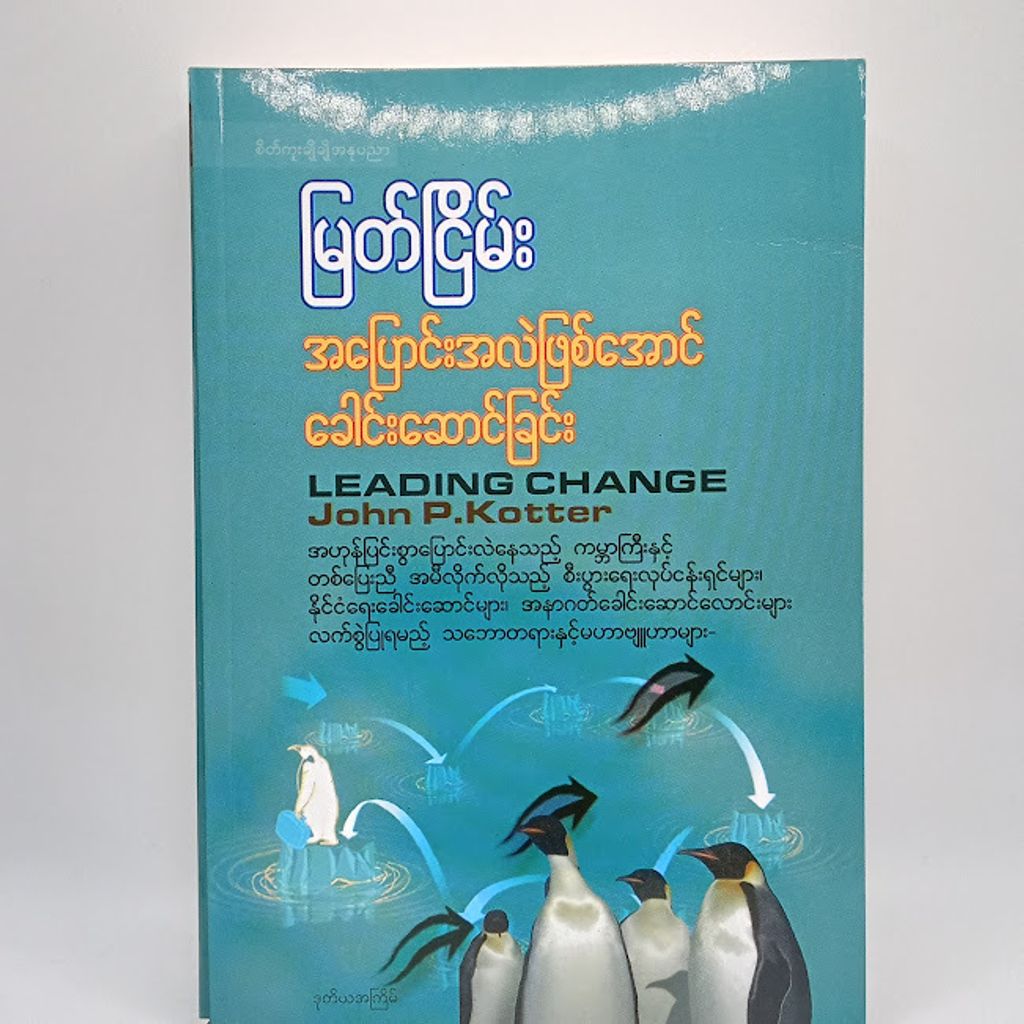 စိတ်ကူးချိုချိုအနုပညာ
မြတ်ငြိမ်း
အပြောင်းအလဲဖြစ်အောင်
ခေါင်းဆောင်ခြင်း
LEADING CHANGE
John P.Kotter
အဟုန်ပြင်းစွာပြောင်းလဲနေသည့် ကမ္ဘာကြီးနှင့်
တစ်ပြေးညီ အမီလိုက်လိုသည့် စီးပွားရေးလုပ်ငန်းရှင်များ၊
နိုင်ငံရေးခေါင်းဆောင်များ၊ အနာဂတ်ခေါင်းဆောင်လောင်းများ
လက်စွဲပြုရမည့် သဘောတရားနှင့်မဟာဗျူဟာများ-
ဒုတိယအကြိမ်